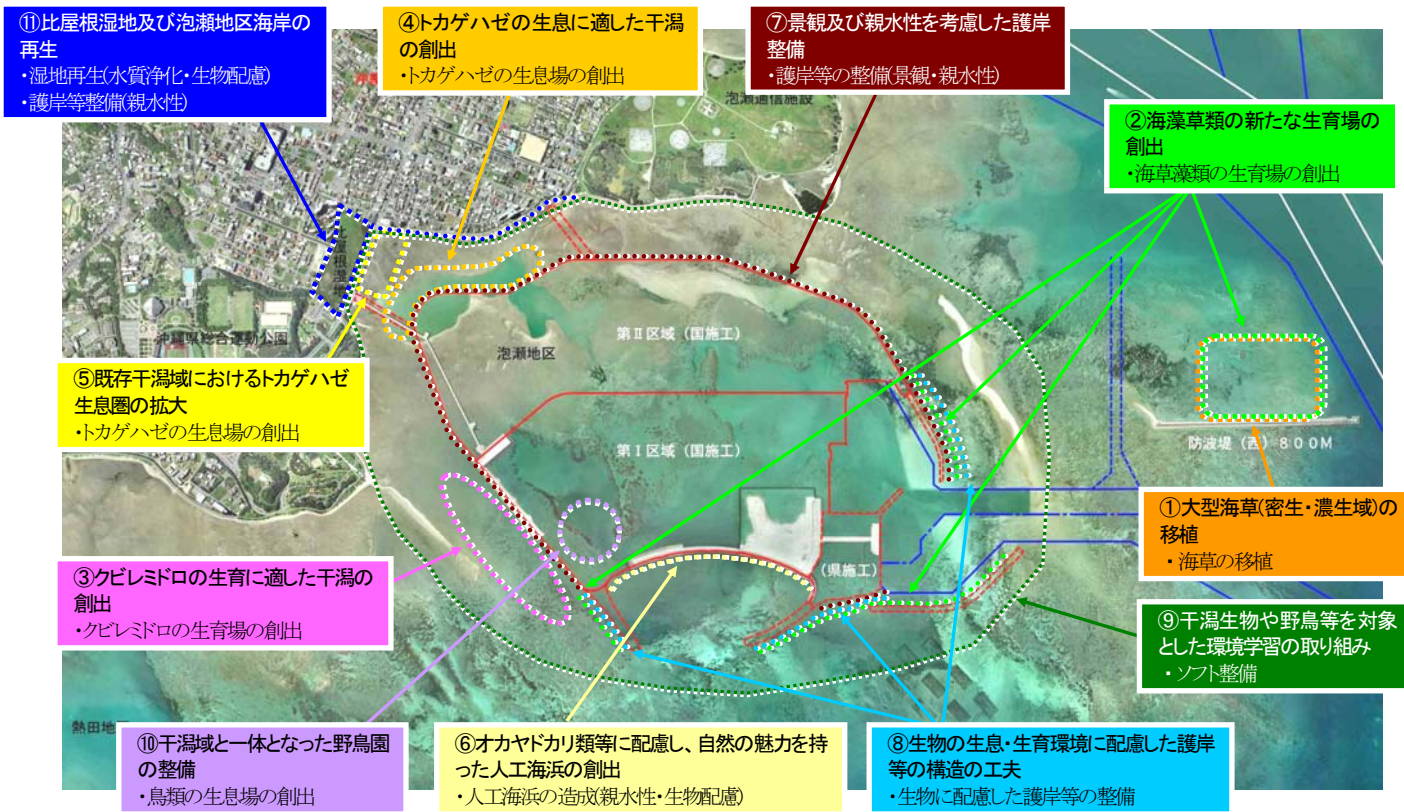 ⑪比屋根湿地及び泡瀬地区海岸の
再生
・湿地再生(水質浄化・生物配慮)
・護岸等整備(親水性)
④トカゲハゼの生息に適した干潟
の創出
・トカゲハゼの生息場の創出
⑦景観及び親水性を考慮した護岸
整備
・護岸等の整備(景観・親水性)
泡瀬通信施設
②海藻草類の新たな生育場の
創出
・海草藻類の生育場の創出
根湿
沖縄県総合運動公園
泡瀬地区
第Ⅱ区域（国施工）
⑤既存干潟域におけるトカゲハゼ
生息圏の拡大
・トカゲハゼの生息場の創出
第Ⅰ区域（国施工）
防波堤（西）８００Ｍ
①大型海草(密生・濃生域)の
移植
・海草の移植
③クビレミドロの生育に適した干潟の
創出
・クビレミドロの生育場の創出
（県施工）
⑨干潟生物や野鳥等を対象
とした環境学習の取り組み
・ソフト整備
熱田地
⑩干潟域と一体となった野鳥園
の整備
・鳥類の生息場の創出
⑥オカヤドカリ類等に配慮し、自然の魅力を持
った人工海浜の創出
・人工海浜の造成(親水性・生物配慮)
⑧生物の生息・生育環境に配慮した護岸
等の構造の工夫
・生物に配慮した護岸等の整備